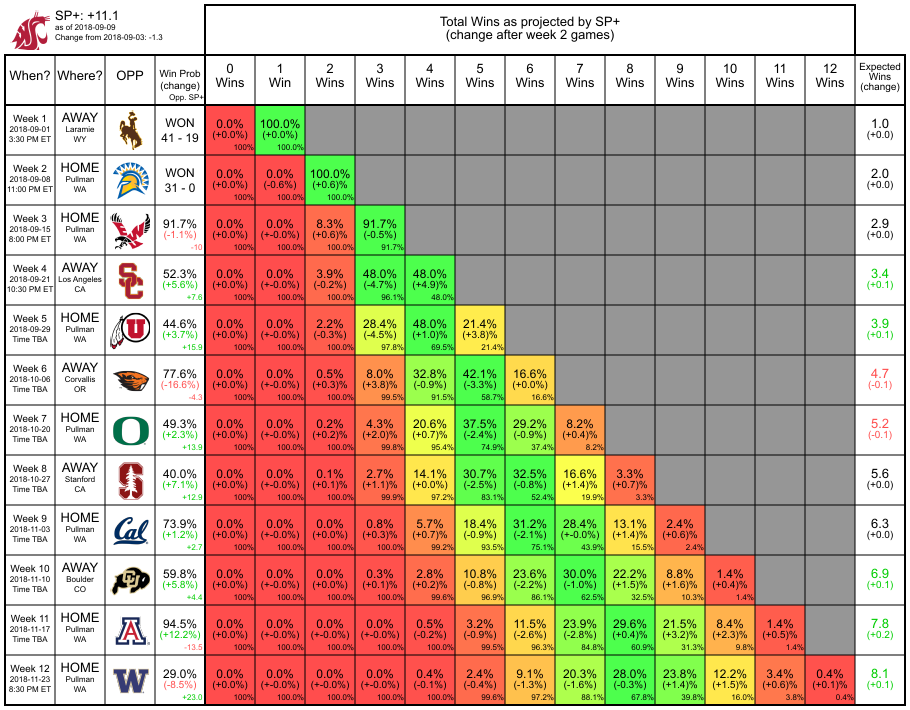 SP+: +11.1
as of 2018-09-09
Change from 2018-09-03: -1.3
Total Wins as projected by SP+
(change after week 2 games)
When? Where? OPP Win Prob (change) Opp. SP+ 0 Wins 1 Win 2 Wins 3 Wins 4 Wins 5 Wins 6 Wins 7 Wins 8 Wins 9 Wins 10 Wins 11 Wins 12 Wins Expected Wins (change)
Week 1 AWAY WON 0.0% 100.0% 1.0
2018-09-01 Laramie 41 - 19 (+0.0%) (+0.0%) (+0.0)
3:30 PM ET WY 100% 100.0%
Week 2 HOME WON 0.0% 0.0% 100.0% 2.0
2018-09-08 Pullman 31 - 0 (+0.0%) (-0.6%) (+0.6)% (+0.0)
11:00 PM ET WA 100% 100.0% 100.0%
Week 3 HOME 91.7% 0.0% 0.0% 8.3% 91.7% 2.9
2018-09-15 Pullman (-1.1%) (+0.0%) (+-0.0%) (+0.6)% (-0.5%) (+0.0)
8:00 PM ET WA -10 100% 100.0% 100.0% 91.7%
Week 4 AWAY SC 52.3% 0.0% 0.0% 3.9% 48.0% 48.0% 3.4
2018-09-21 Los Angeles (+5.6%) (+0.0%) (+-0.0%) (-0.2%) (-4.7%) (+4.9)% (+0.1)
10:30 PM ET CA +7.6 100% 100.0% 100.0% 96.1% 48.0%
Week 5 HOME U 44.6% 0.0% 0.0% 2.2% 28.4% 48.0% 21.4% 3.9
2018-09-29 Pullman (+3.7%) (+0.0%) (+-0.0%) (-0.3%) (-4.5%) (+1.0)% (+3.8)% (+0.1)
Time TBA WA +15.9 100% 100.0% 100.0% 97.8% 69.5% 21.4%
Week 6 AWAY 77.6% 0.0% 0.0% 0.5% 8.0% 32.8% 42.1% 16.6% 4.7
2018-10-06 Corvallis (-16.6%) (+0.0%) (+-0.0%) (+0.3)% (+3.8)% (-0.9%) (-3.3%) (+0.0)% (-0.1)
Time TBA OR -4.3 100% 100.0% 100.0% 99.5% 91.5% 58.7% 16.6%
Week 7 HOME O 49.3% 0.0% 0.0% 0.2% 4.3% 20.6% 37.5% 29.2% 8.2% 5.2
2018-10-20 Pullman (+2.3%) (+0.0%) (+-0.0%) (+0.2)% (+2.0)% (+0.7)% (-2.4%) (-0.9%) (+0.4)% (-0.1)
Time TBA WA +13.9 100% 100.0% 100.0% 99.8% 95.4% 74.9% 37.4% 8.2%
Week 8 AWAY S 40.0% 0.0% 0.0% 0.1% 2.7% 14.1% 30.7% 32.5% 16.6% 3.3% 5.6
2018-10-27 Stanford (+7.1%) (+0.0%) (+-0.0%) (+0.1)% (+1.1)% (+0.0)% (-2.5%) (-0.8%) (+1.4)% (+0.7)% (+0.0)
Time TBA CA +12.9 100% 100.0% 100.0% 99.9% 97.2% 83.1% 52.4% 19.9% 3.3%
Week 9 HOME Cal 73.9% 0.0% 0.0% 0.0% 0.8% 5.7% 18.4% 31.2% 28.4% 13.1% 2.4% 6.3
2018-11-03 Pullman (+1.2%) (+0.0%) (+-0.0%) (+0.0)% (+0.3)% (+0.7)% (-0.9%) (-2.1%) (+-0.0%) (+1.4)% (+0.6)% (+0.0)
Time TBA WA +2.7 100% 100.0% 100.0% 100.0% 99.2% 93.5% 75.1% 43.9% 15.5% 2.4%
Week 10 AWAY CU 59.8% 0.0% 0.0% 0.0% 0.3% 2.8% 10.8% 23.6% 30.0% 22.2% 8.8% 1.4% 6.9
2018-11-10 Boulder (+5.8%) (+0.0%) (+-0.0%) (+0.0)% (+0.1)% (+0.2)% (-0.8%) (-2.2%) (-1.0%) (+1.5)% (+1.6)% (+0.4)% (+0.1)
Time TBA CO +4.4 100% 100.0% 100.0% 100.0% 99.6% 96.9% 86.1% 62.5% 32.5% 10.3% 1.4%
Week 11 HOME A 94.5% 0.0% 0.0% 0.0% 0.0% 0.5% 3.2% 11.5% 23.9% 29.6% 21.5% 8.4% 1.4% 7.8
2018-11-17 Pullman (+12.2%) (+0.0%) (+-0.0%) (+-0.0%) (+-0.0%) (-0.2%) (-0.9%) (-2.6%) (-2.8%) (+0.4)% (+3.2)% (+2.3)% (+0.5)% (+0.2)
Time TBA WA -13.5 100% 100.0% 100.0% 100.0% 100.0% 99.5% 96.3% 84.8% 60.9% 31.3% 9.8% 1.4%
Week 12 HOME W 29.0% 0.0% 0.0% 0.0% 0.0% 0.4% 2.4% 9.1% 20.3% 28.0% 23.8% 12.2% 3.4% 0.4% 8.1
2018-11-23 Pullman (-8.5%) (+0.0%) (+-0.0%) (+-0.0%) (+-0.0%) (-0.1%) (-0.4%) (-1.3%) (-1.6%) (-0.3%) (+1.4)% (+1.5)% (+0.6)% (+0.1)% (+0.1)
8:30 PM ET WA +23.0 100% 100.0% 100.0% 100.0% 100.0% 99.6% 97.2% 88.1% 67.8% 39.8% 16.0% 3.8% 0.4%